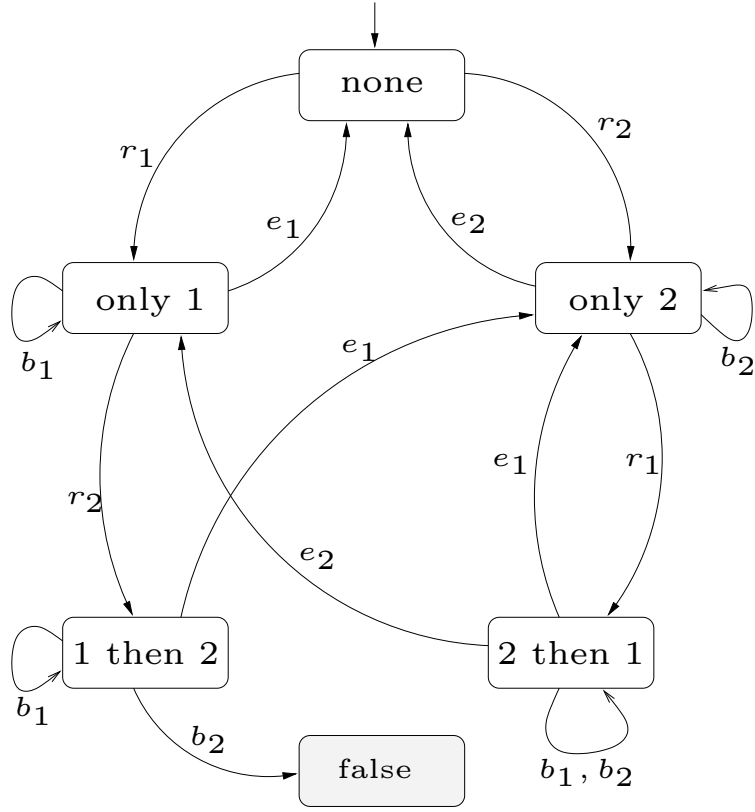 none
r₁
r₂
e₁
e₂
only 1
only 2
b₁
e₁
b₂
e₁
r₁
r₂
e₂
1 then 2
2 then 1
b₁
b₂
b₁, b₂
false